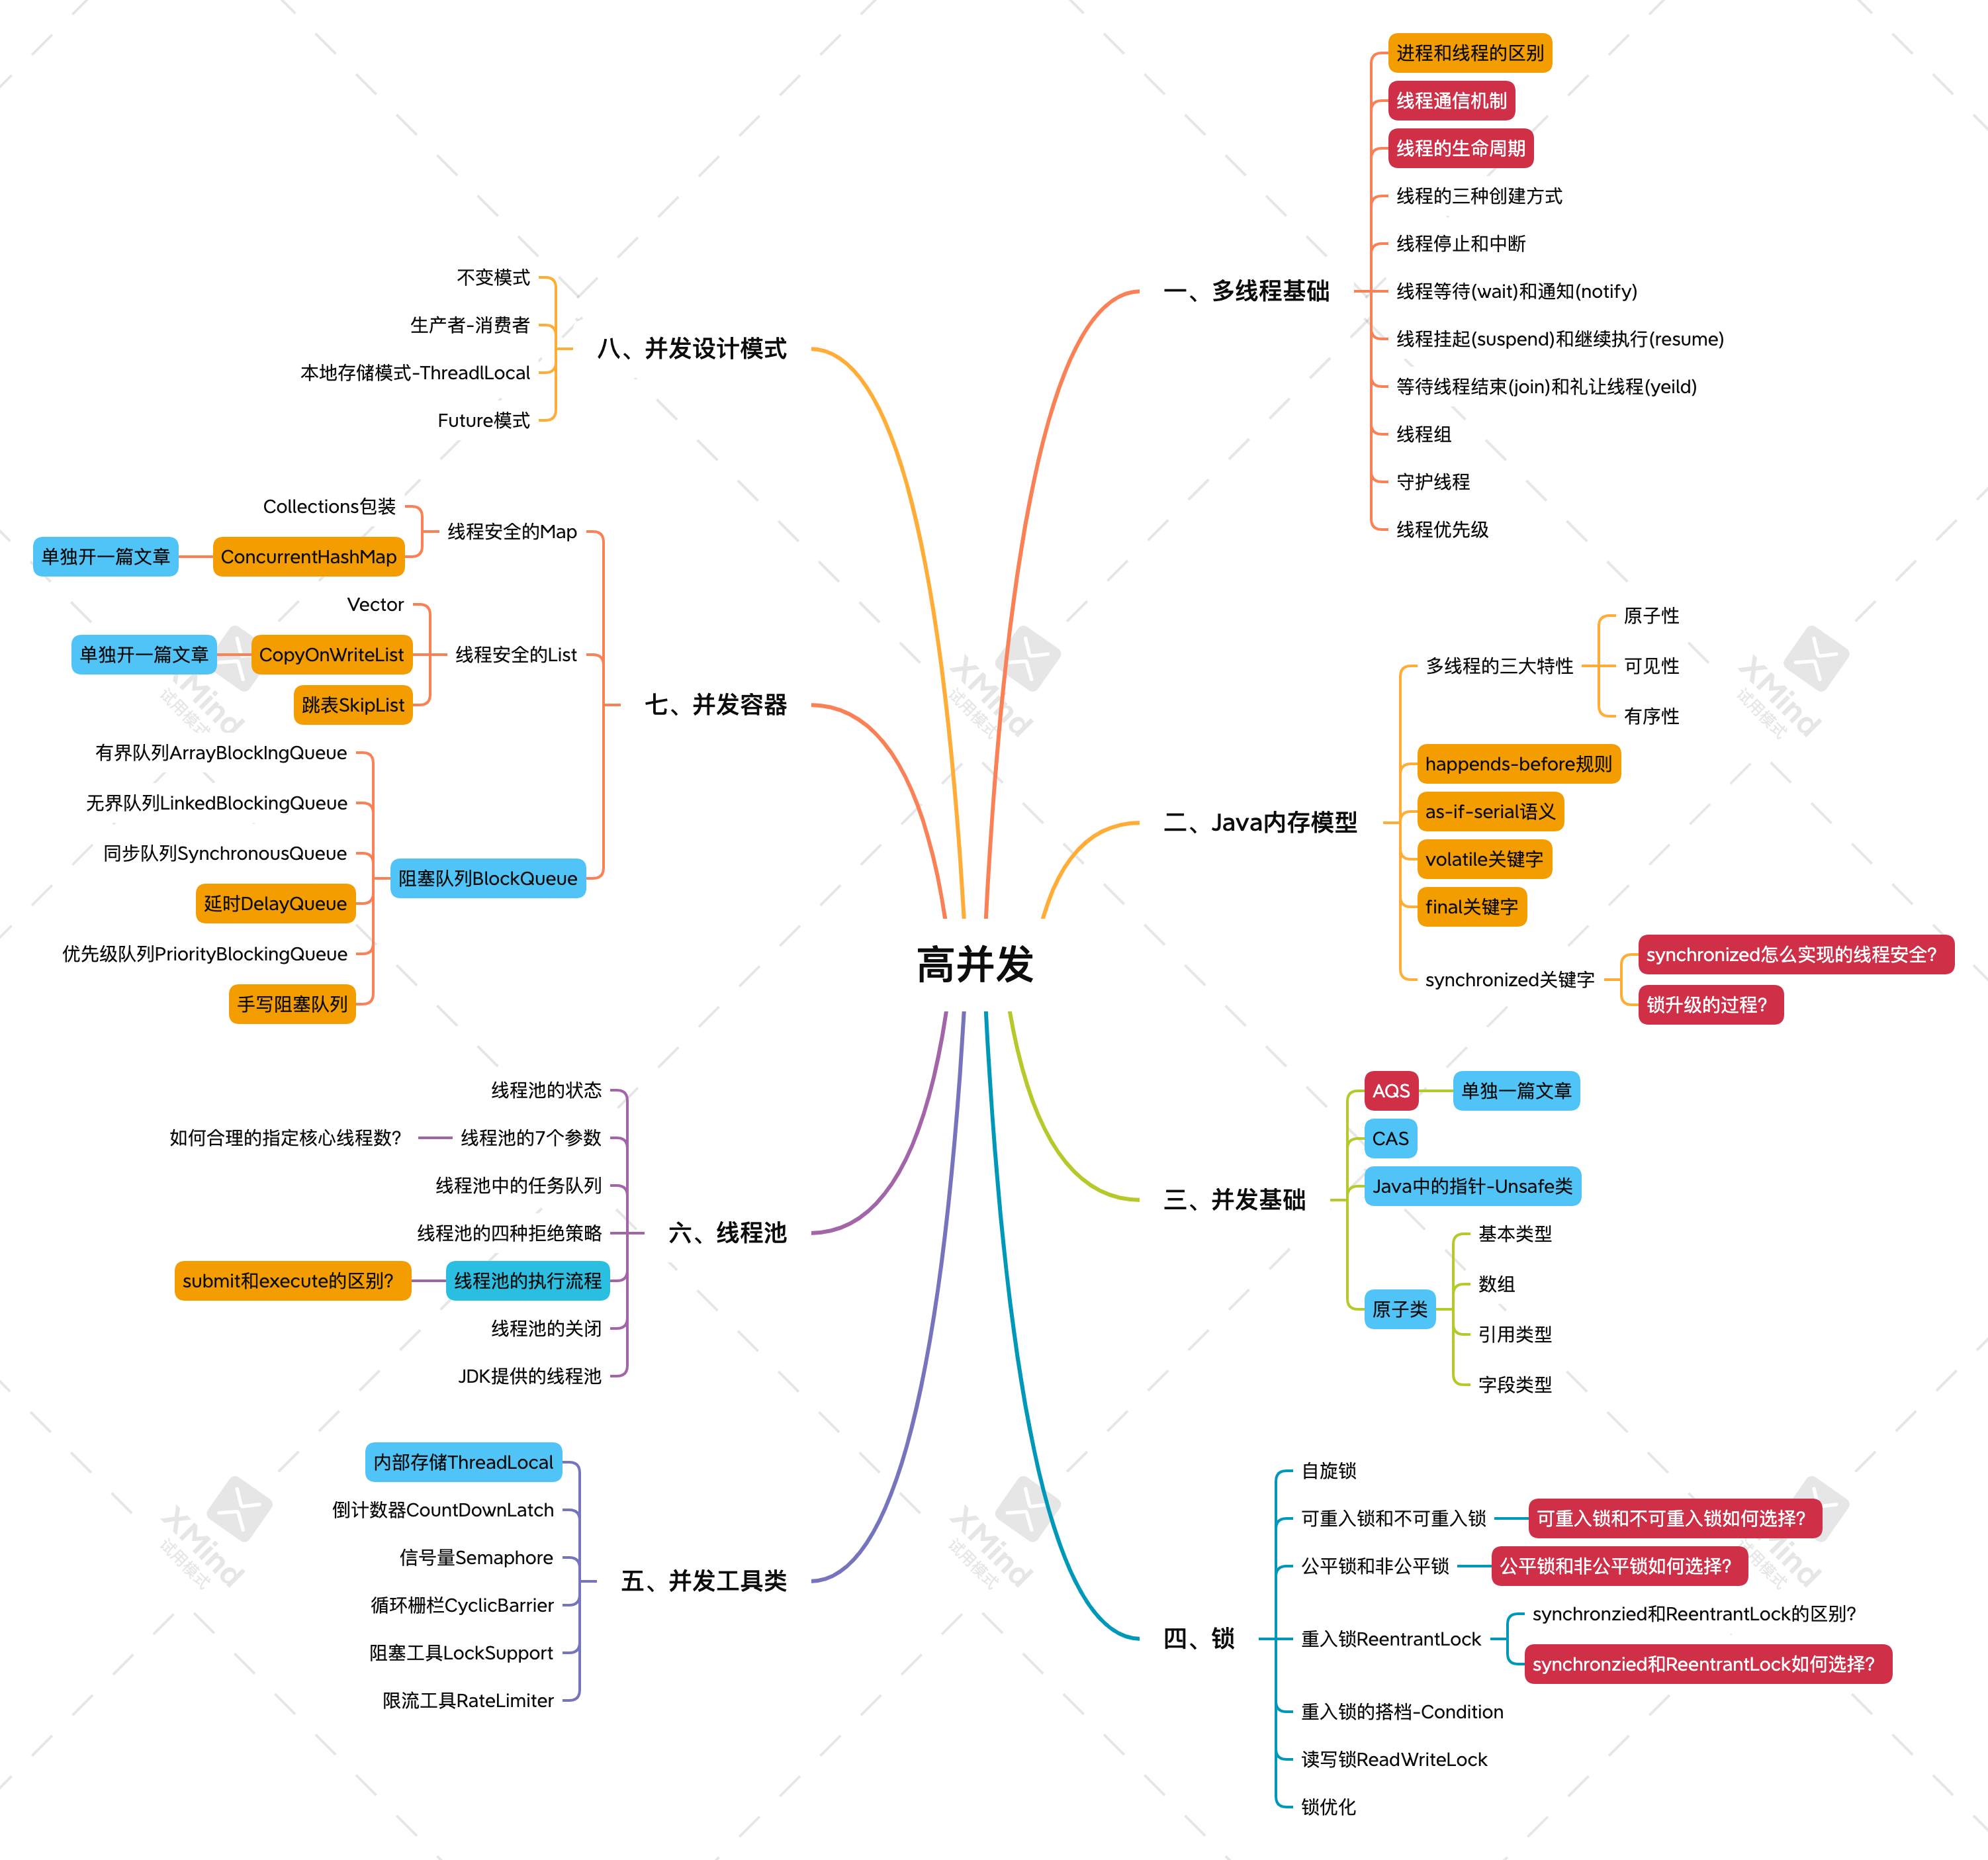 高并发
一、多线程基础
进程和线程的区别
线程通信机制
线程的生命周期
线程的三种创建方式
线程停止和中断
线程等待(wait)和通知(notify)
线程挂起(suspend)和继续执行(resume)
等待线程结束(join)和礼让线程(yeild)
线程组
守护线程
线程优先级
二、Java内存模型
多线程的三大特性
原子性
可见性
有序性
happends-before规则
as-if-serial语义
volatile关键字
final关键字
synchronized关键字
synchronized怎么实现的线程安全？
锁升级的过程？
三、并发基础
AQS
单独一篇文章
CAS
Java中的指针-Unsafe类
原子类
基本类型
数组
引用类型
字段类型
四、锁
自旋锁
可重入锁和不可重入锁
可重入锁和不可重入锁如何选择？
公平锁和非公平锁
公平锁和非公平锁如何选择？
重入锁ReentrantLock
synchronzied和ReentrantLock的区别？
synchronzied和ReentrantLock如何选择？
重入锁的搭档-Condition
读写锁ReadWriteLock
锁优化
五、并发工具类
内部存储ThreadLocal
倒计数器CountDownLatch
信号量Semaphore
循环栅栏CyclicBarrier
阻塞工具LockSupport
限流工具RateLimiter
六、线程池
线程池的状态
线程池的7个参数
如何合理的指定核心线程数？
线程池中的任务队列
线程池的四种拒绝策略
线程池的执行流程
submit和execute的区别？
线程池的关闭
JDK提供的线程池
七、并发容器
线程安全的Map
Collections包装
ConcurrentHashMap
单独开一篇文章
线程安全的List
Vector
CopyOnWriteList
单独开一篇文章
跳表SkipList
阻塞队列BlockQueue
有界队列ArrayBlockIngQueue
无界队列LinkedBlockingQueue
同步队列SynchronousQueue
延时DelayQueue
优先级队列PriorityBlockingQueue
手写阻塞队列
八、并发设计模式
不变模式
生产者-消费者
本地存储模式-ThreadlLocal
Future模式
XMind
试用模式
XMind
试用模式
XMind
试用模式
XMind
试用模式
XMind
试用模式
XMind
试用模式